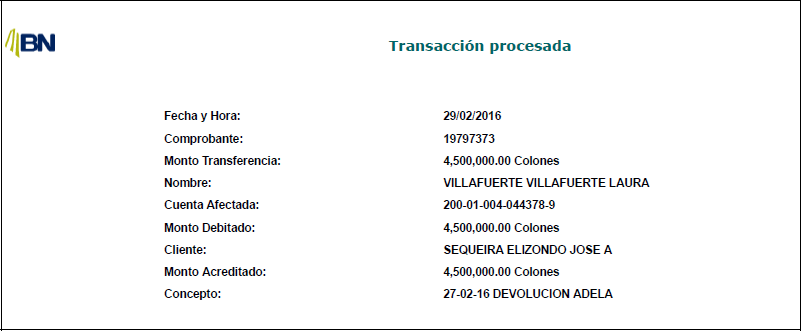 BN
Transacción procesada
Fecha y Hora: 29/02/2016
Comprobante: 19797373
Monto Transferencia: 4,500,000.00 Colones
Nombre: VILLAFUERTE VILLAFUERTE LAURA
Cuenta Afectada: 200-01-004-044378-9
Monto Debitado: 4,500,000.00 Colones
Cliente: SEQUEIRA ELIZONDO JOSE A
Monto Acreditado: 4,500,000.00 Colones
Concepto: 27-02-16 DEVOLUCION ADELA